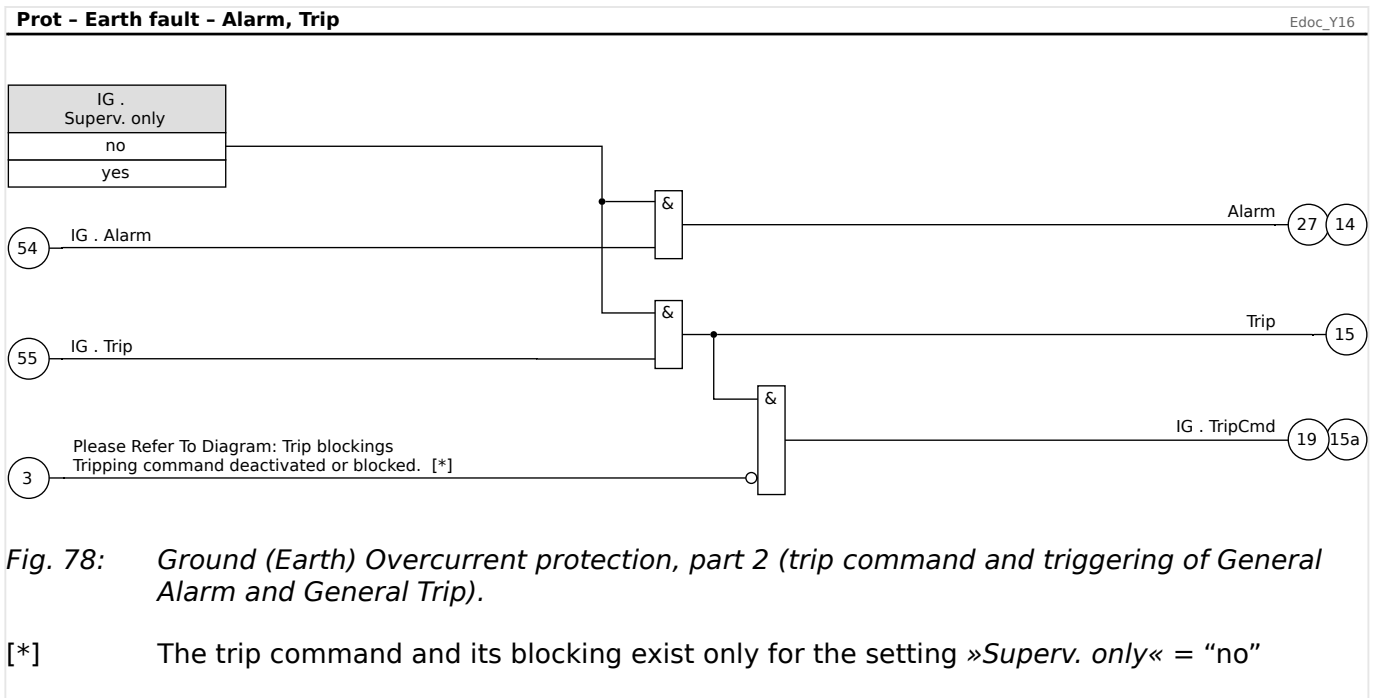 Prot – Earth fault – Alarm, Trip
Edoc_Y16
IG .
Superv. only
no
yes
&
Alarm
27
14
IG . Alarm
54
&
Trip
15
IG . Trip
55
&
IG . TripCmd
19
15a
Please Refer To Diagram: Trip blockings
Tripping command deactivated or blocked. [*]
3
Fig. 78: Ground (Earth) Overcurrent protection, part 2 (trip command and triggering of General
Alarm and General Trip).
[*] The trip command and its blocking exist only for the setting »Superv. only« = “no”